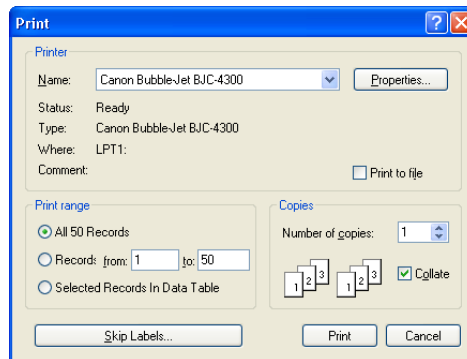 Print
Printer
Name: Canon Bubble-Jet BJC-4300 Properties...
Status: Ready
Type: Canon Bubble-Jet BJC-4300
Where: LPT1:
Comment: Print to file
Print range
All 50 Records
Records from: 1 to: 50
Selected Records In Data Table
Copies
Number of copies: 1
1 2 3 1 2 3 Collate
Skip Labels... Print Cancel